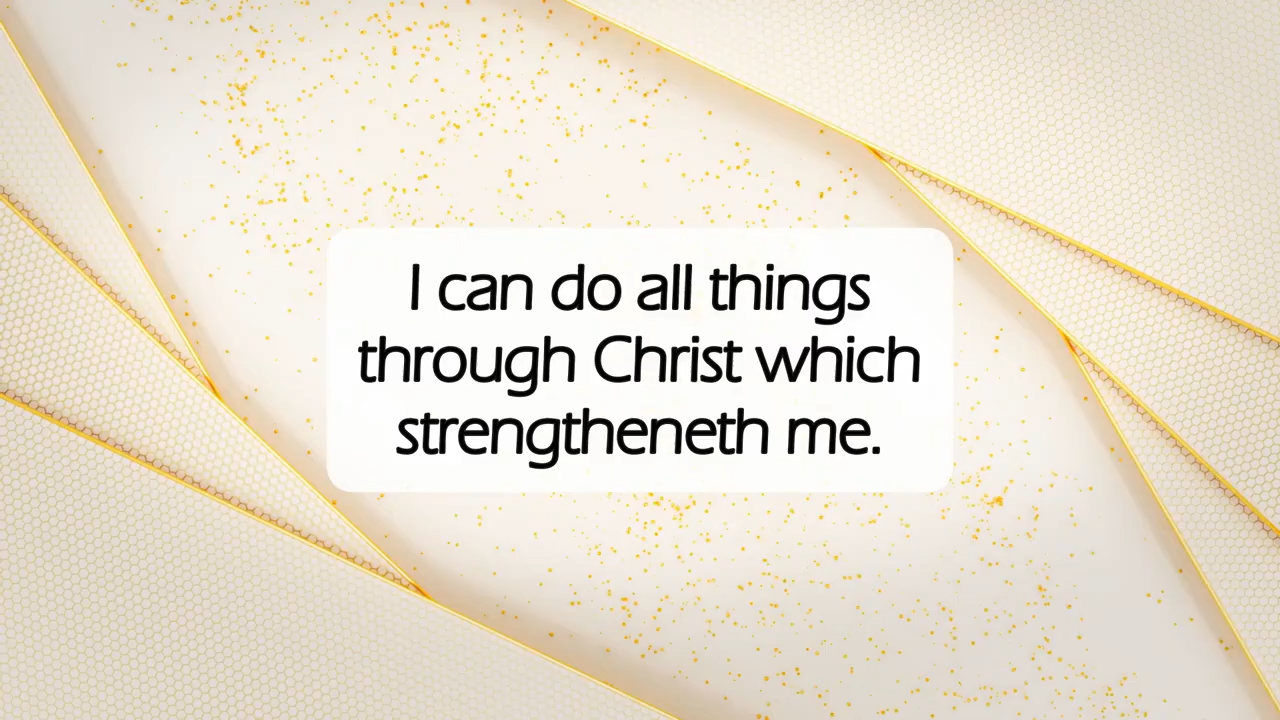 I can do all things
through Christ which
strengtheneth me.